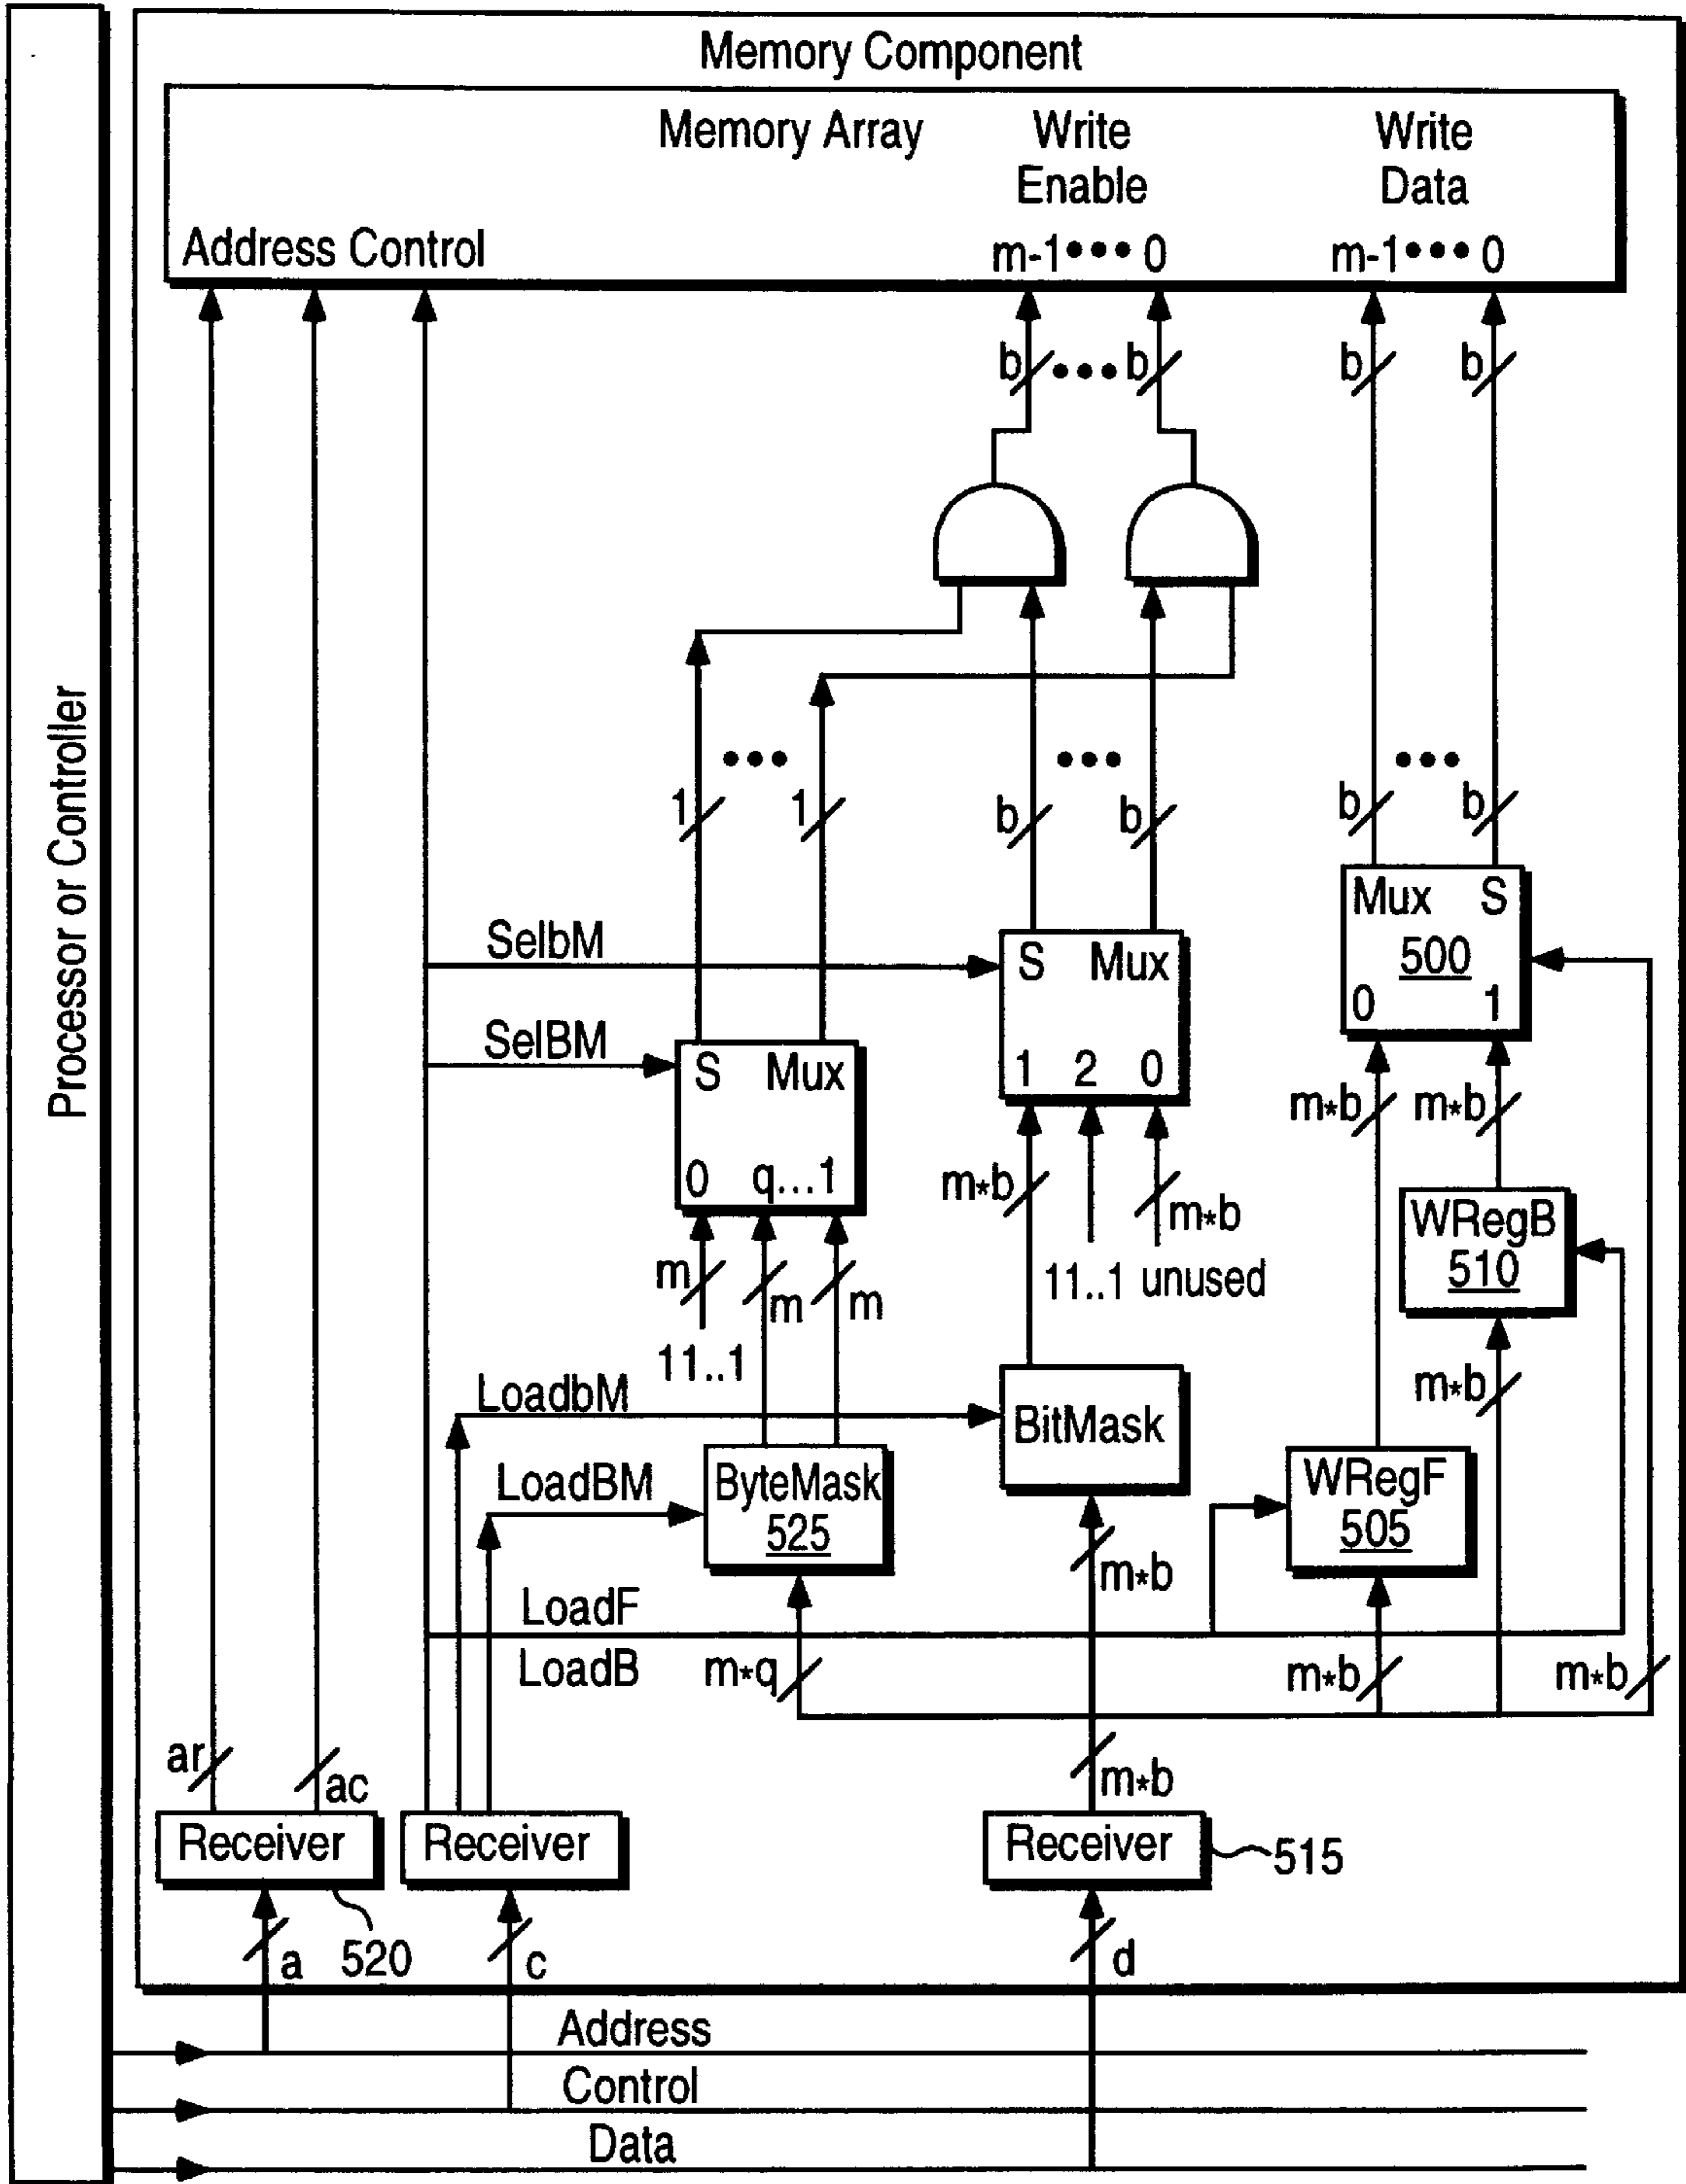 Memory Component
Memory Array
Write Enable
Write Data
Address Control
m-1••• 0
m-1••• 0
b ••• b
b b
Processor or Controller
••• ••• •••
1 1 b b b b
Mux S
500
0 1
SelbM
S Mux
1 2 0
SelBM
S Mux
0 q...1
m*b m*b
m*b
m*b
WRegB
510
m m m
11..1
11..1 unused
m*b
LoadbM
BitMask
LoadBM
ByteMask
525
WRegF
505
m*b
LoadF
LoadB
m*q
m*b
m*b
ar
ac
m*b
Receiver
Receiver
Receiver
515
a
520
c
d
Address
Control
Data